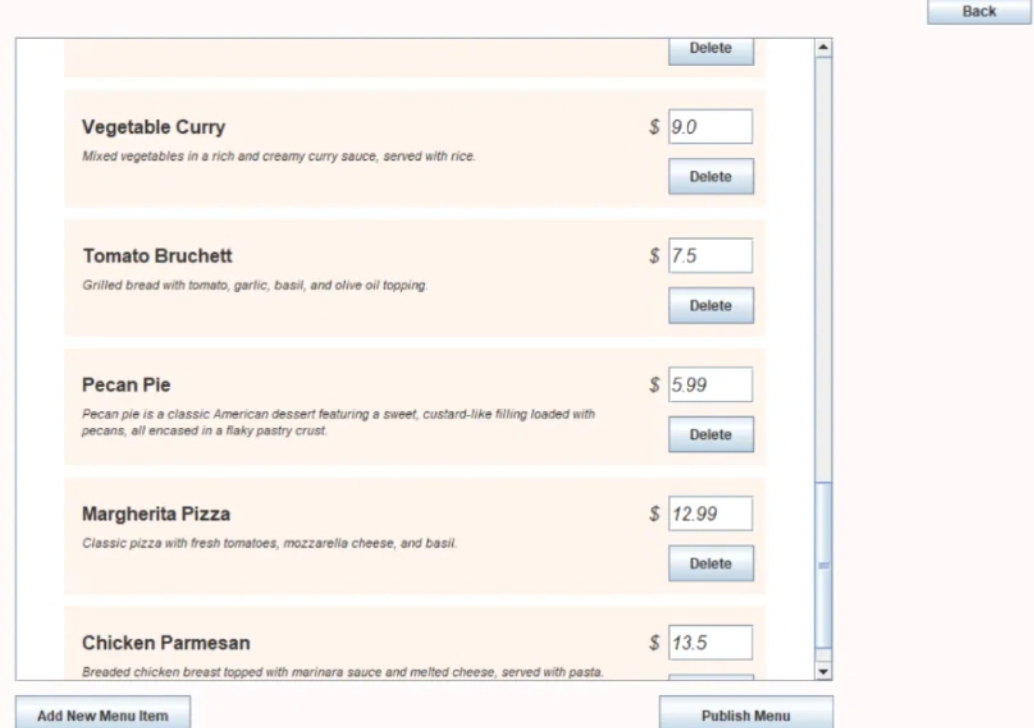 Back
Delete
Vegetable Curry
$ 9.0
Mixed vegetables in a rich and creamy curry sauce, served with rice.
Delete
Tomato Bruchett
$ 7.5
Grilled bread with tomato, garlic, basil, and olive oil topping.
Delete
Pecan Pie
$ 5.99
Pecan pie is a classic American dessert featuring a sweet, custard-like filling loaded with
pecans, all encased in a flaky pastry crust.
Delete
Margherita Pizza
$ 12.99
Classic pizza with fresh tomatoes, mozzarella cheese, and basil.
Delete
Chicken Parmesan
$ 13.5
Breaded chicken breast topped with marinara sauce and melted cheese, served with pasta.
Add New Menu Item
Publish Menu